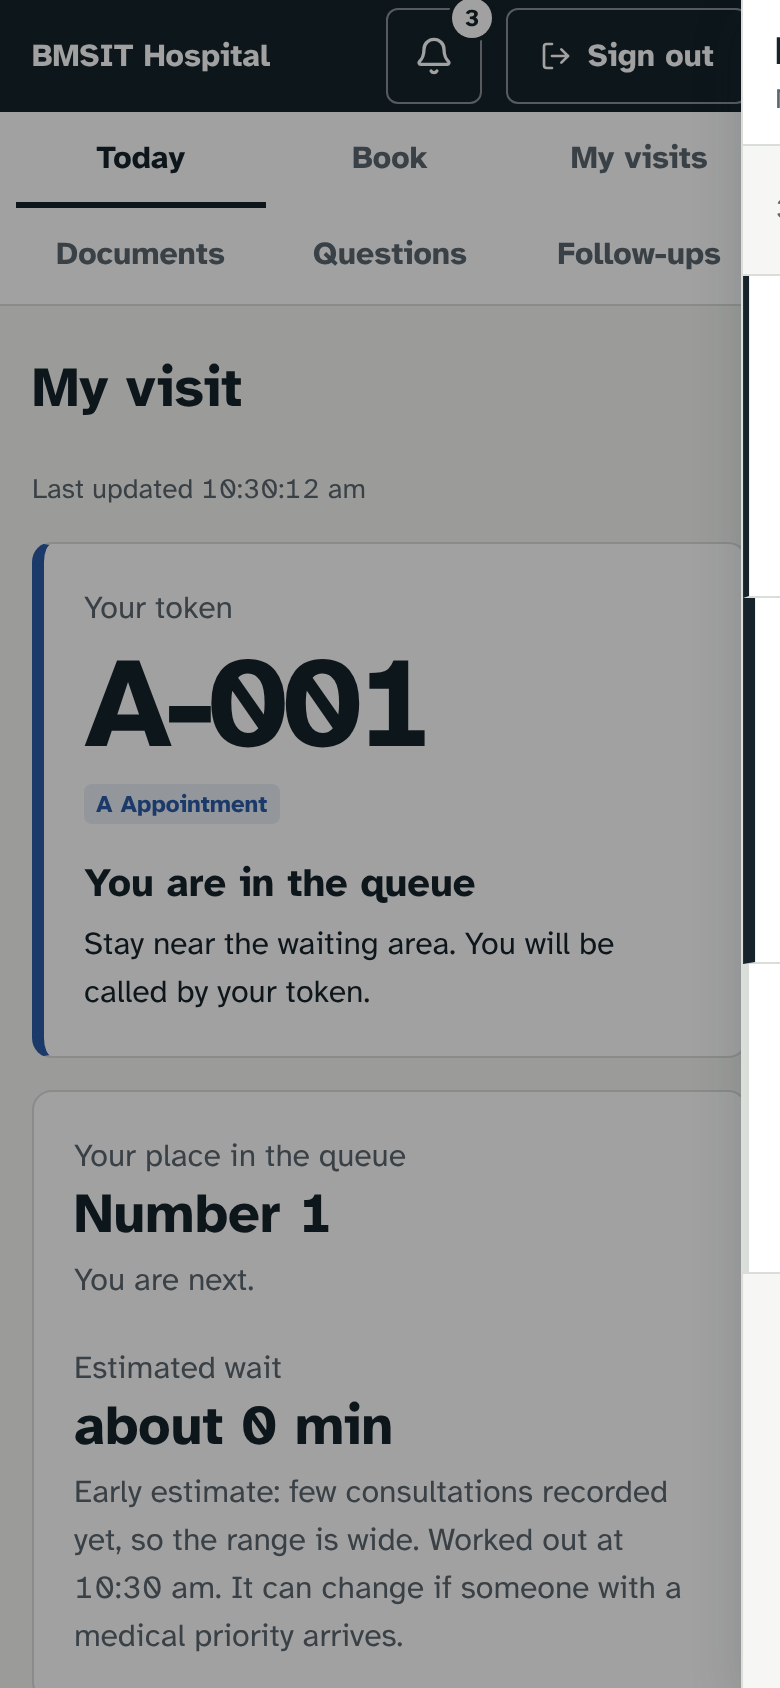 BMSIT Hospital
3
Sign out
Today
Book
My visits
Documents
Questions
Follow-ups
My visit
Last updated 10:30:12 am
Your token
A-001
A Appointment
You are in the queue
Stay near the waiting area. You will be
called by your token.
Your place in the queue
Number 1
You are next.
Estimated wait
about 0 min
Early estimate: few consultations recorded
yet, so the range is wide. Worked out at
10:30 am. It can change if someone with a
medical priority arrives.